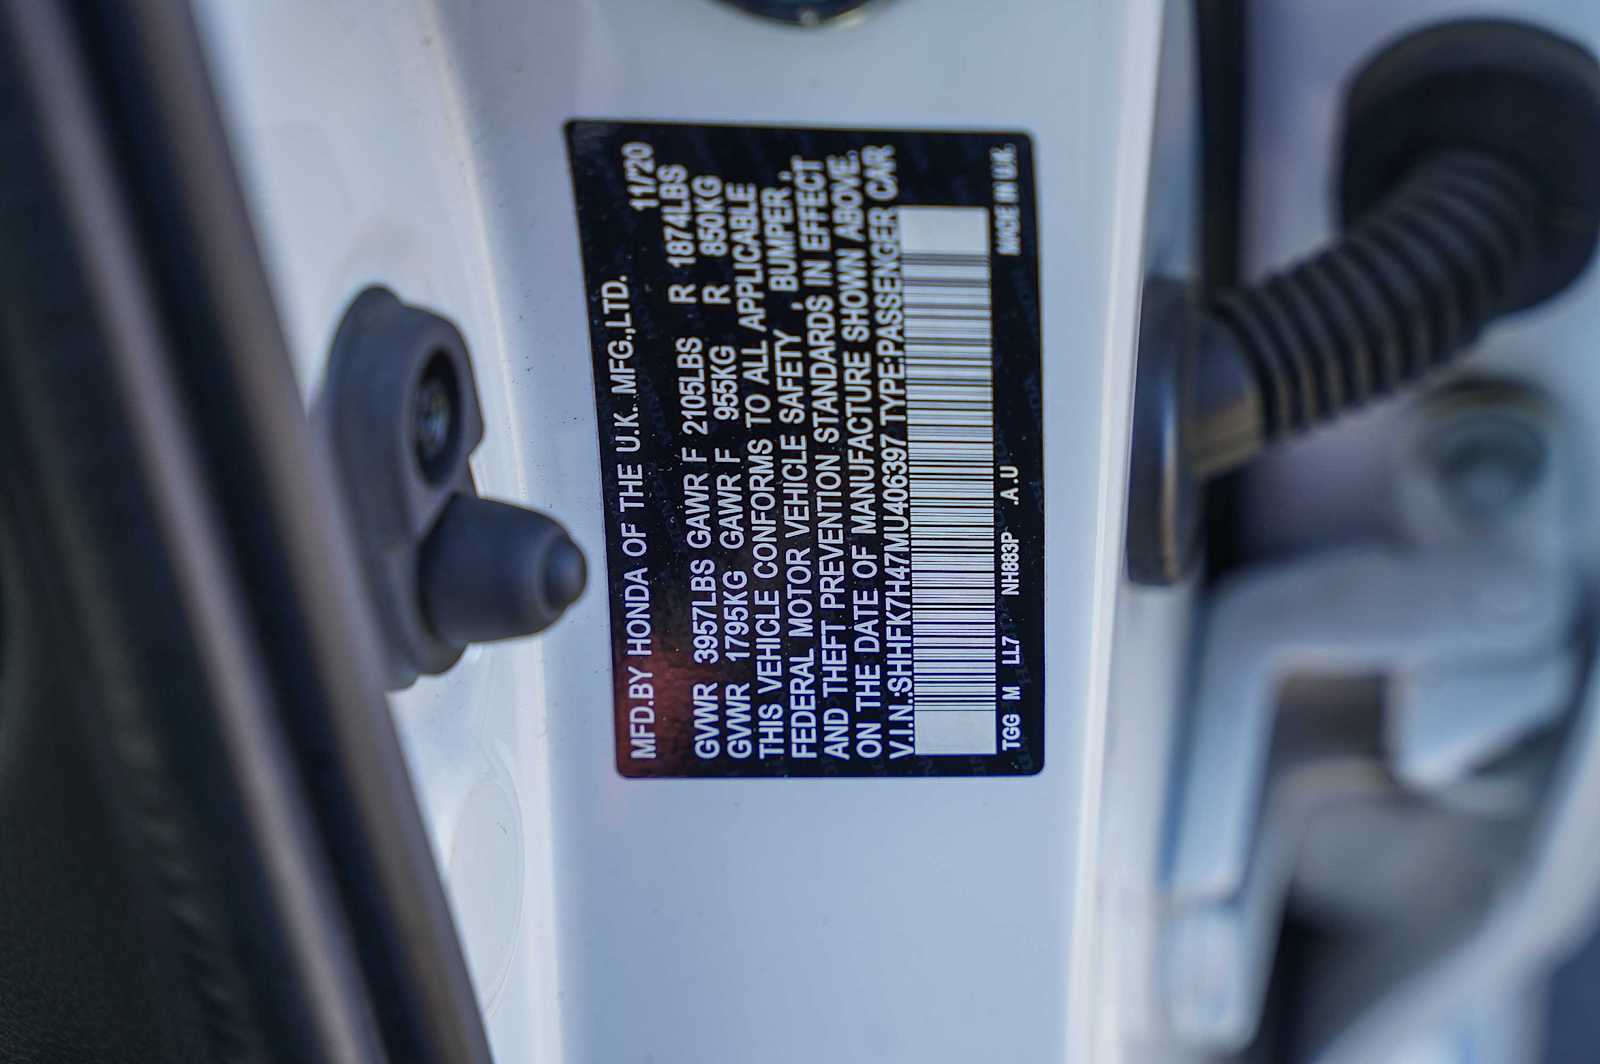 MFD.BY HONDA OF THE U.K. MFG.,LTD. 11/20
GVWR 3957LBS GAWR F 2105LBS R 1874LBS
GVWR 1795KG GAWR F 955KG R 850KG
THIS VEHICLE CONFORMS TO ALL APPLICABLE
FEDERAL MOTOR VEHICLE SAFETY , BUMPER ,
AND THEFT PREVENTION STANDARDS IN EFFECT
ON THE DATE OF MANUFACTURE SHOWN ABOVE.
V.I.N.:SHHFK7H47MU406397 TYPE:PASSENGER CAR
TGG M LL7 NH883P .A.U MADE IN U.K.